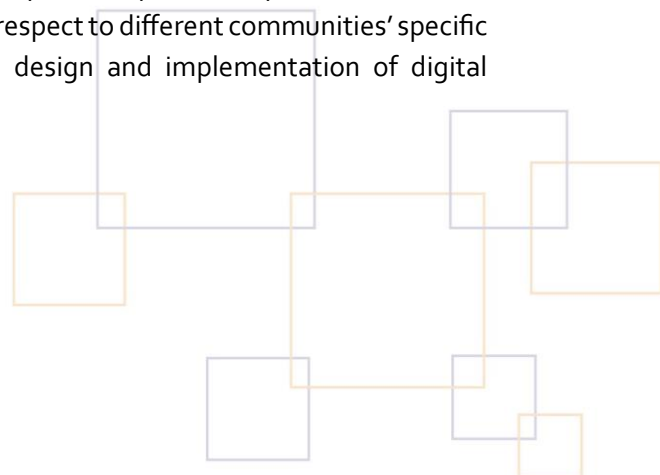 respect to different communities’ specific
design and implementation of digital